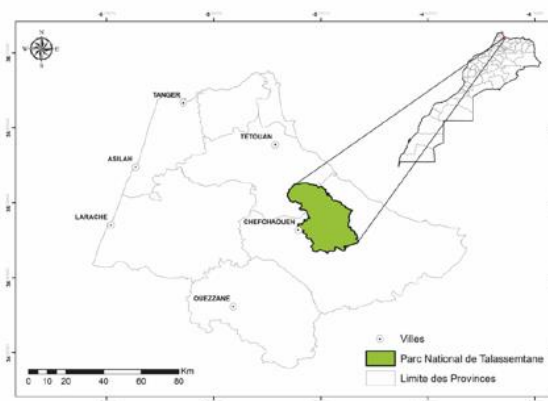 N
W
E
S
TANGER
TETOUAN
ASILAH
LARACHE
CHEFCHAOUEN
OUEZZANE
Villes
Parc National de Talassemtane
Limite des Provinces
Km
0 5 10 20 40 60 80